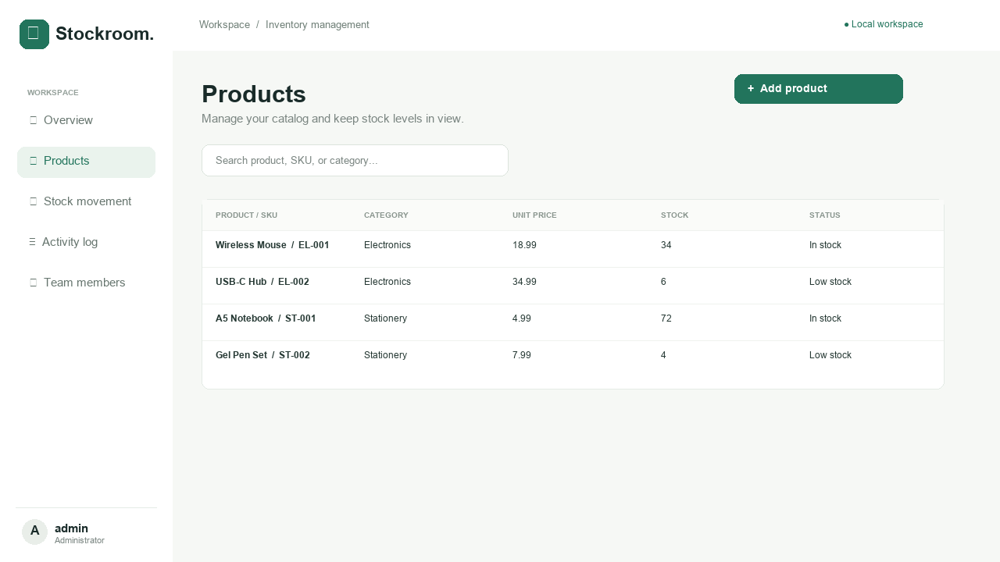 Stockroom.
Workspace / Inventory management
● Local workspace
WORKSPACE
Overview
Products
Stock movement
Activity log
Team members
admin
A
Administrator
Products
+ Add product
Manage your catalog and keep stock levels in view.
Search product, SKU, or category...
PRODUCT / SKU CATEGORY UNIT PRICE STOCK STATUS
Wireless Mouse / EL-001 Electronics 18.99 34 In stock
USB-C Hub / EL-002 Electronics 34.99 6 Low stock
A5 Notebook / ST-001 Stationery 4.99 72 In stock
Gel Pen Set / ST-002 Stationery 7.99 4 Low stock